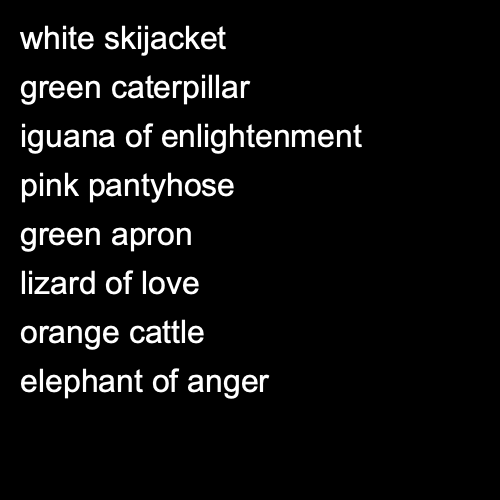 white skijacket
green caterpillar
iguana of enlightenment
pink pantyhose
green apron
lizard of love
orange cattle
elephant of anger